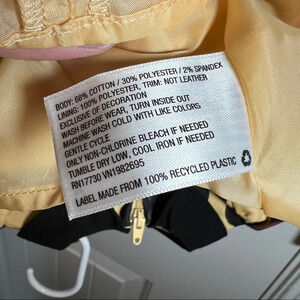 BODY: 68% COTTON / 30% POLYESTER / 2% SPANDEX
LINING: 100% POLYESTER, TRIM: NOT LEATHER
EXCLUSIVE OF DECORATION
WASH BEFORE WEAR, TURN INSIDE OUT
MACHINE WASH COLD WITH LIKE COLORS
GENTLE CYCLE
ONLY NON-CHLORINE BLEACH IF NEEDED
TUMBLE DRY LOW, COOL IRON IF NEEDED
RN17730 VN1982695
LABEL MADE FROM 100% RECYCLED PLASTIC